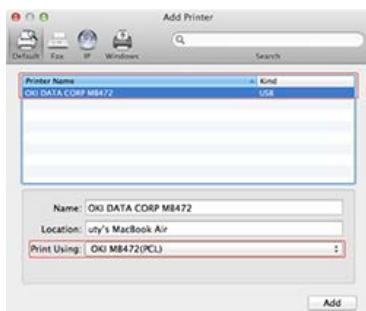 Add Printer
Default Fax IP Windows Search
Printer Name Kind
OKI DATA CORP MB472 USB
Name: OKI DATA CORP MB472
Location: uty's MacBook Air
Print Using: OKI MB472(PCL)
Add